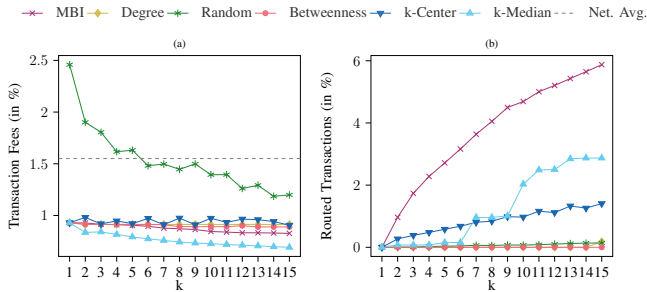 MBI Degree Random Betweenness k-Center k-Median Net. Avg.
(a)
Transaction Fees (in %)
2.5
2
1.5
1
1 2 3 4 5 6 7 8 9 10 11 12 13 14 15
k
(b)
Routed Transactions (in %)
6
4
2
0
1 2 3 4 5 6 7 8 9 10 11 12 13 14 15
k